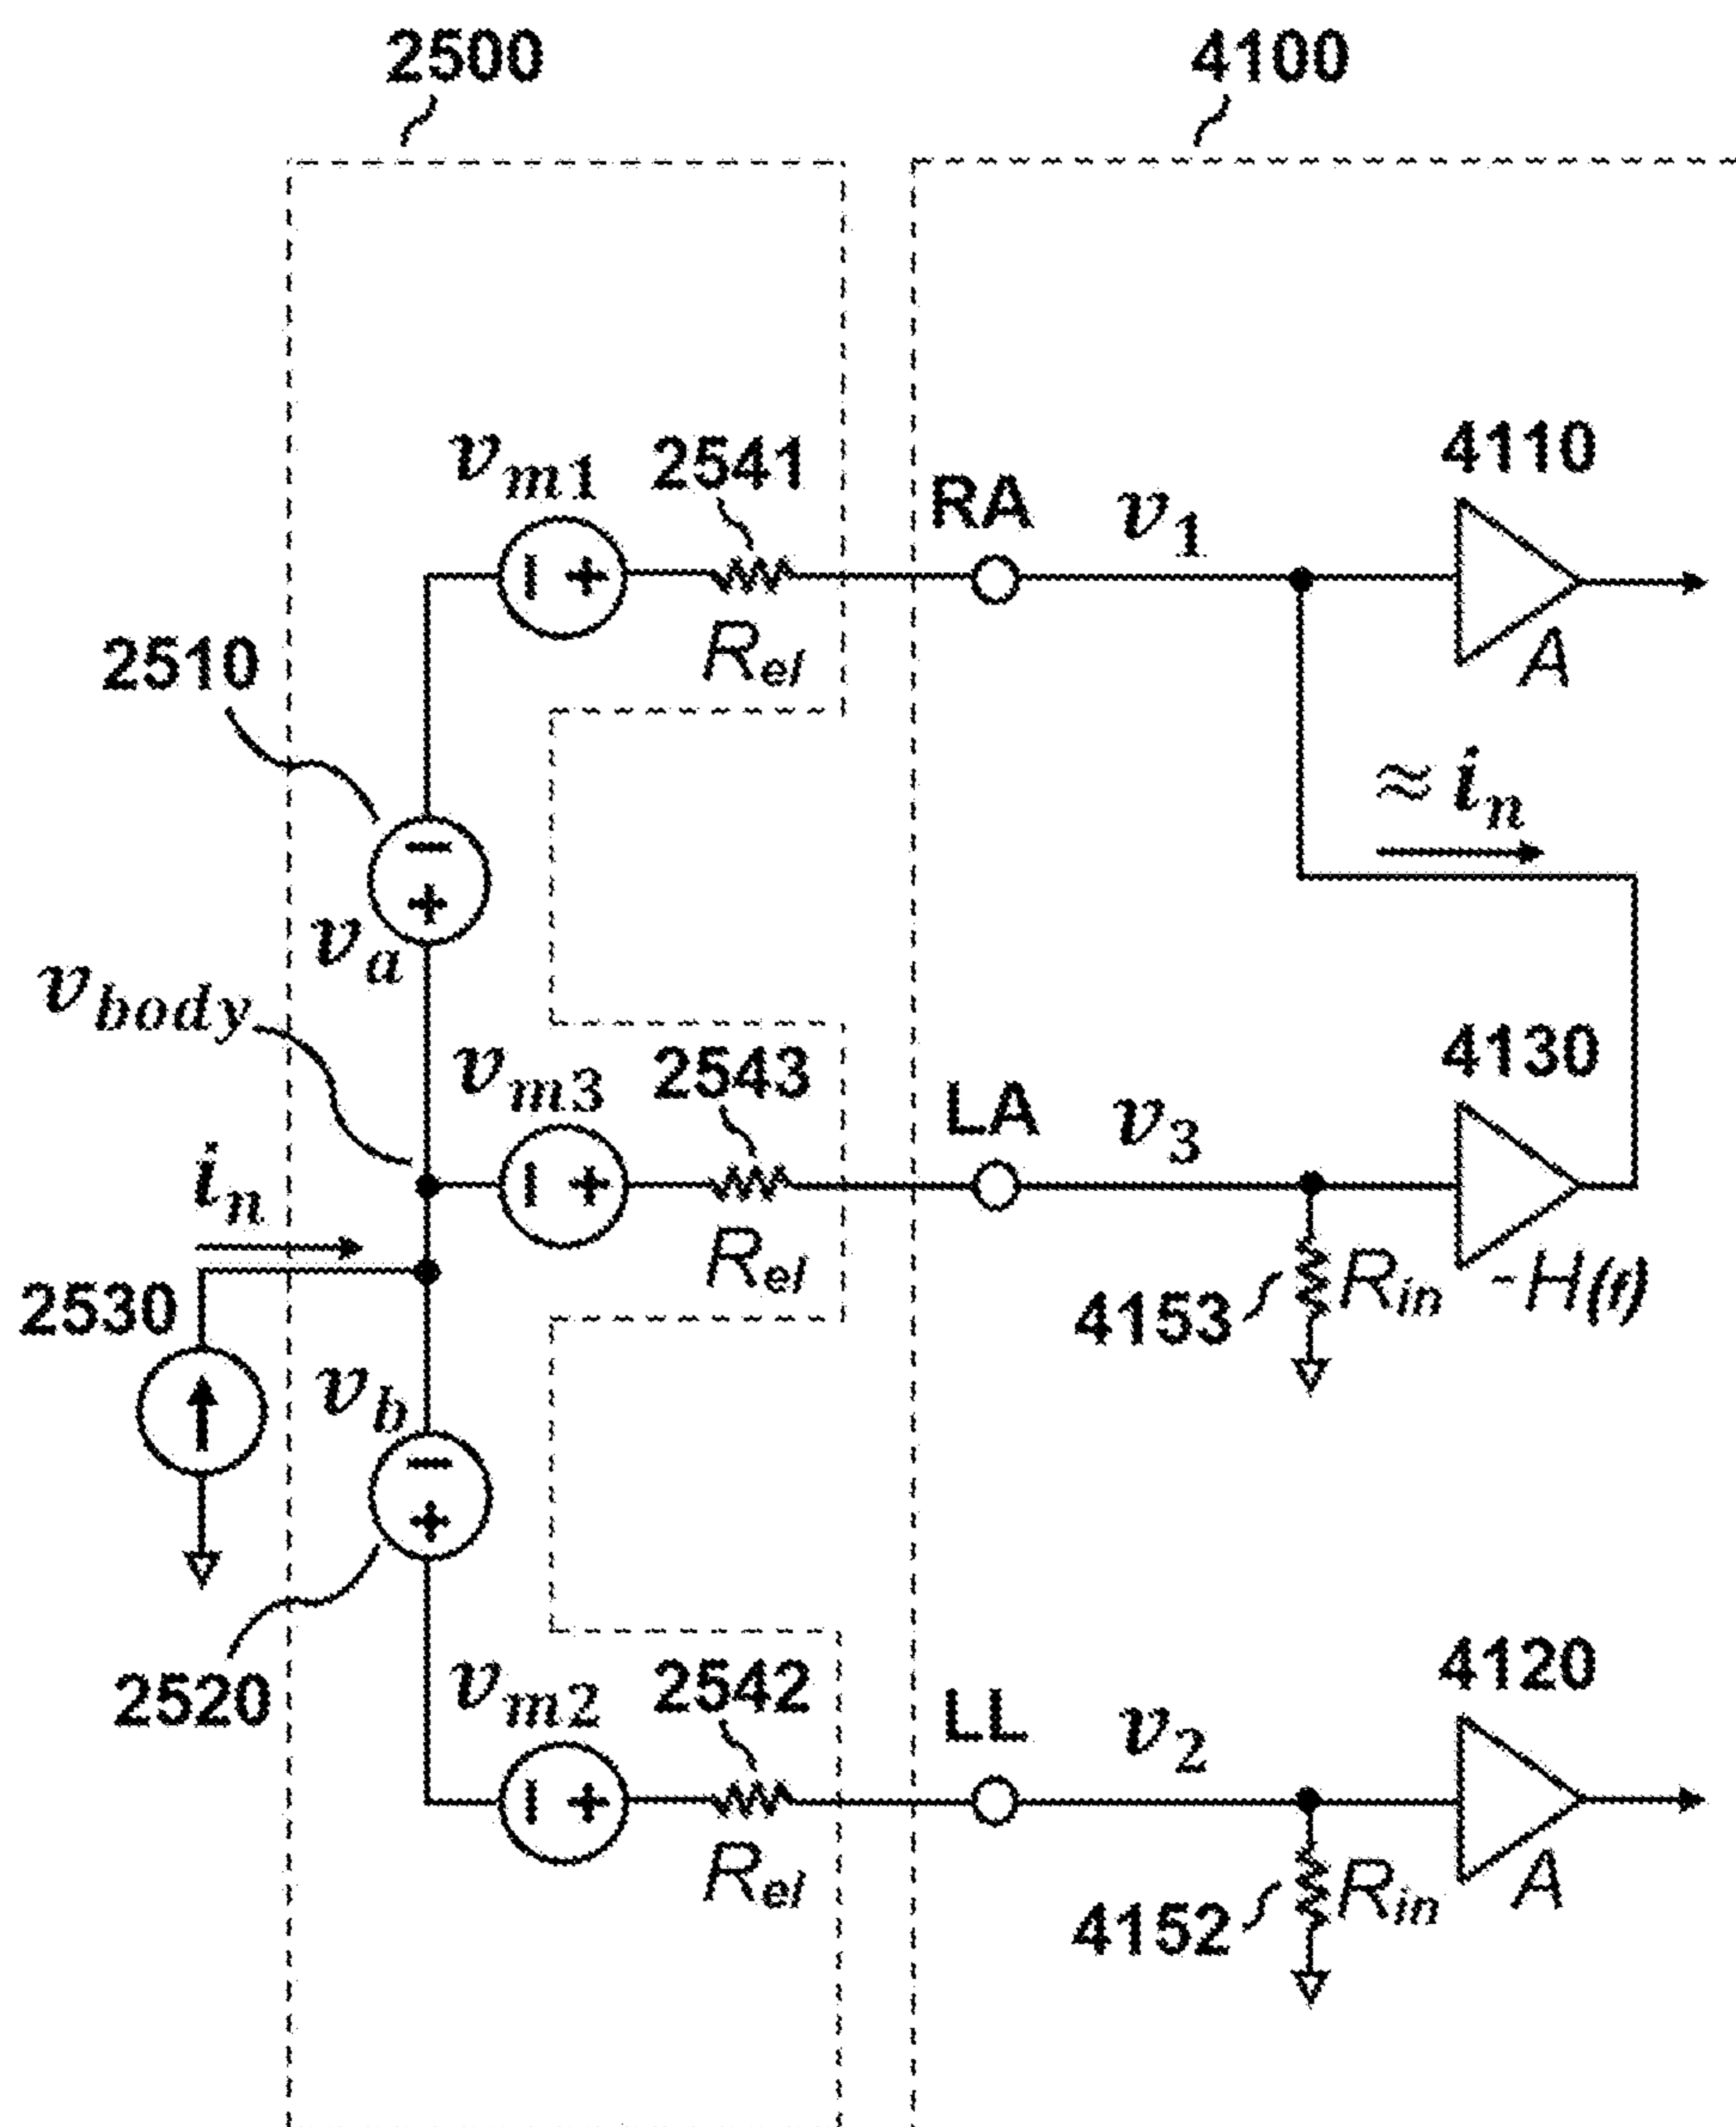 2500
4100
v_m1
2541
RA
v_1
4110
R_el
A
2510
≈ i_n
v_a
v_body
v_m3
2543
LA
v_3
4130
i_n
R_el
R_in
-H(f)
4153
2530
v_b
v_m2
2542
LL
v_2
4120
2520
R_el
R_in
A
4152